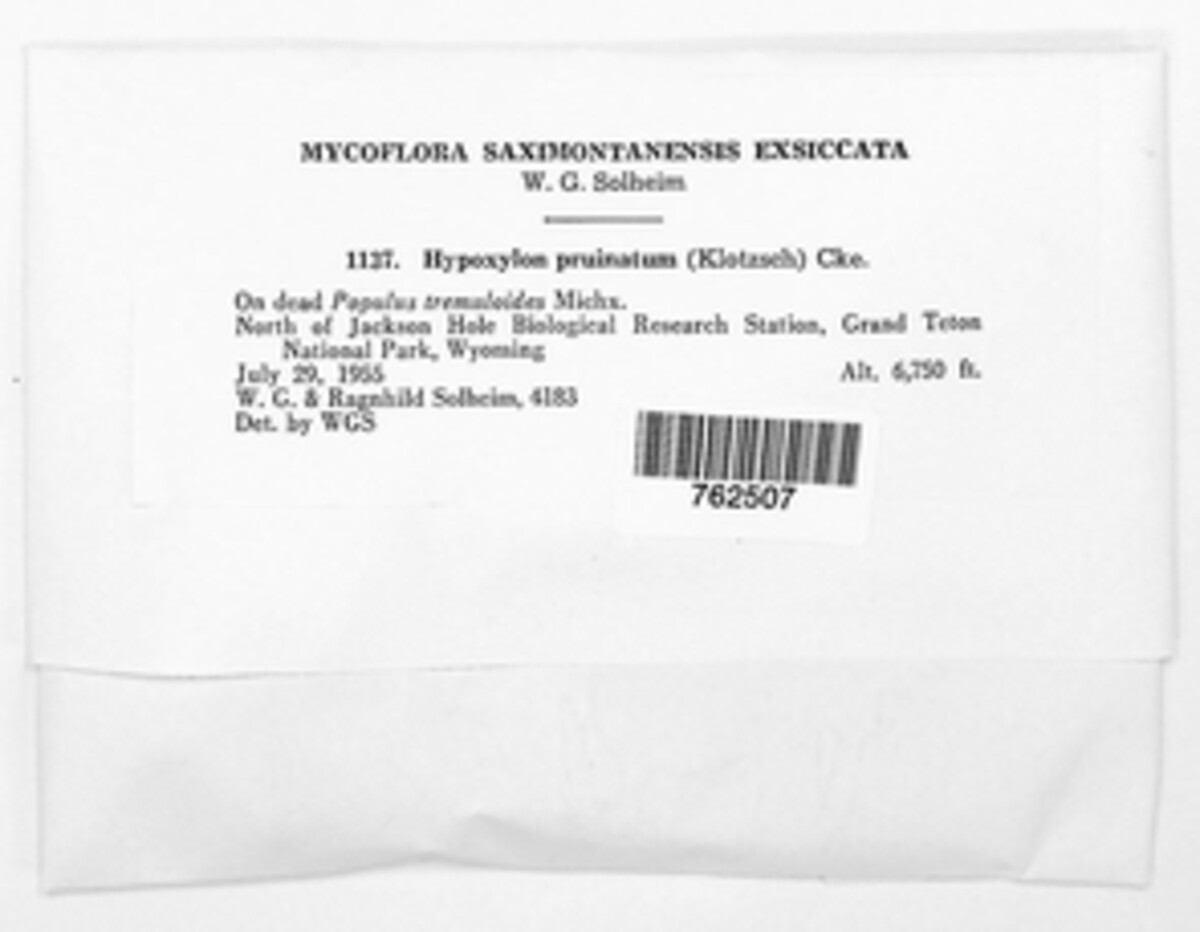 MYCOFLORA SAXIMONTANENSIS EXSICCATA
W. G. Solheim
1137. Hypoxylon pruinatum (Klotzsch) Cke.
On dead Populus tremuloides Michx.
North of Jackson Hole Biological Research Station, Grand Teton
National Park, Wyoming
July 29, 1955 Alt. 6,750 ft.
W. G. & Ragnhild Solheim, 4183
Det. by WGS
762507